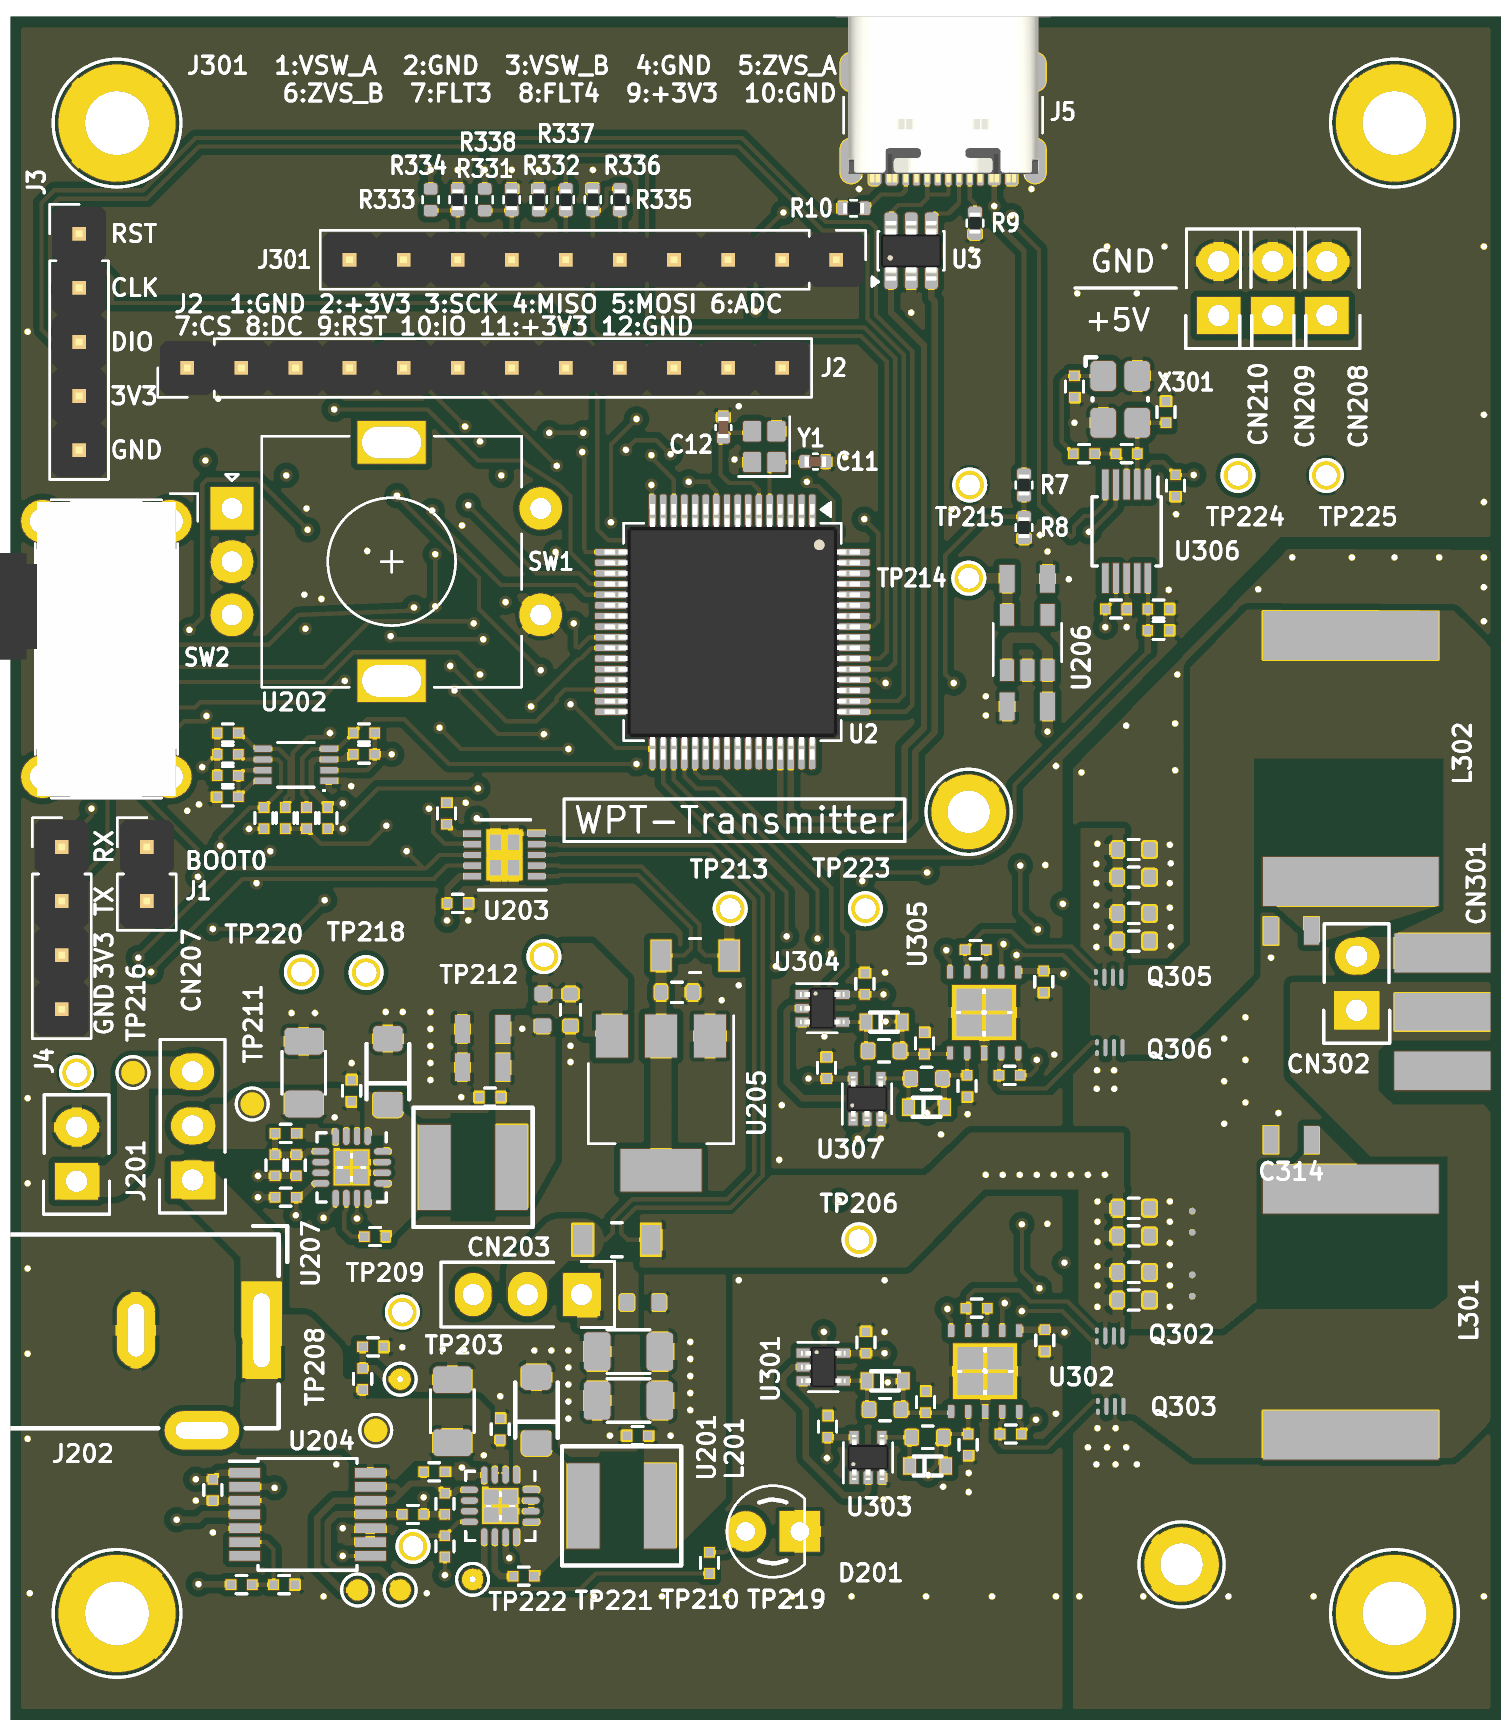 J301 1:VSW_A 2:GND 3:VSW_B 4:GND 5:ZVS_A
6:ZVS_B 7:FLT3 8:FLT4 9:+3V3 10:GND
J5
R337
R338
R334 R331 R332 R336
R333
R335
R10
R9
J3
RST
CLK
DIO
3V3
GND
J301
U3
GND
+5V
J2 1:GND 2:+3V3 3:SCK 4:MISO 5:MOSI 6:ADC
7:CS 8:DC 9:RST 10:IO 11:+3V3 12:GND
J2
X301
CN210
CN209
CN208
C12
Y1
C11
R7
R8
TP215
TP224
TP225
U306
SW1
TP214
SW2
U202
U206
U2
L302
WPT-Transmitter
RX
BOOT0
J1
TX
3V3
GND
U203
TP213
TP223
CN301
TP220
TP218
TP212
U304
U305
Q305
CN207
TP216
TP211
J4
Q306
CN302
U205
U307
J201
C314
TP206
U207
CN203
TP209
L301
TP203
TP208
U301
Q302
U302
Q303
U204
J202
U201
L201
U303
D201
TP222
TP221
TP210
TP219